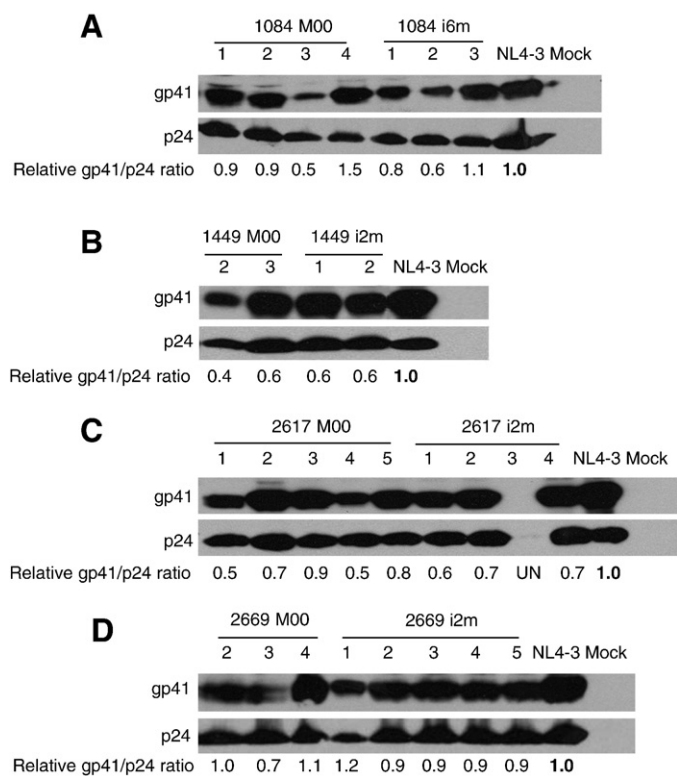 A
1084 M00 1084 i6m
1 2 3 4 1 2 3 NL4-3 Mock
gp41
p24
Relative gp41/p24 ratio 0.9 0.9 0.5 1.5 0.8 0.6 1.1 1.0
B
1449 M00 1449 i2m
2 3 1 2 NL4-3 Mock
gp41
p24
Relative gp41/p24 ratio 0.4 0.6 0.6 0.6 1.0
C
2617 M00 2617 i2m
1 2 3 4 5 1 2 3 4 NL4-3 Mock
gp41
p24
Relative gp41/p24 ratio 0.5 0.7 0.9 0.5 0.8 0.6 0.7 UN 0.7 1.0
D
2669 M00 2669 i2m
2 3 4 1 2 3 4 5 NL4-3 Mock
gp41
p24
Relative gp41/p24 ratio 1.0 0.7 1.1 1.2 0.9 0.9 0.9 0.9 1.0